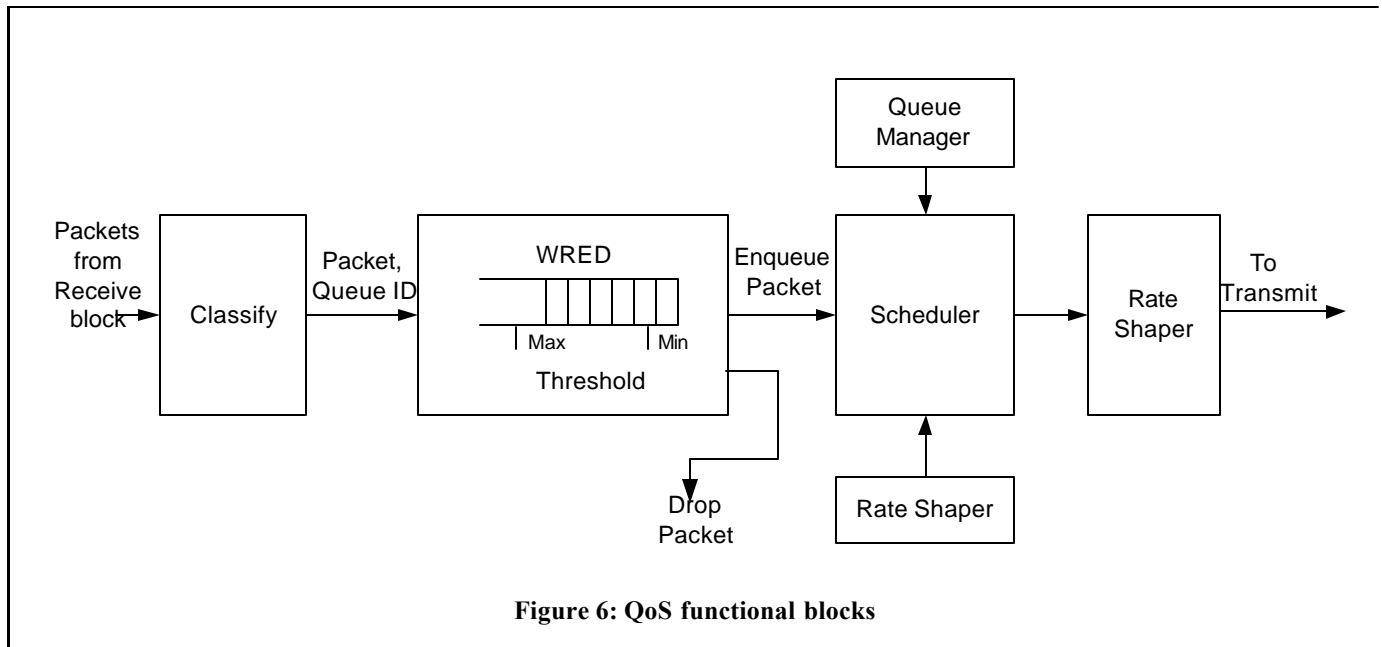 Queue
Manager
Packets
from
Receive
block
Classify
Packet,
Queue ID
WRED
Max
Min
Threshold
Enqueue
Packet
Scheduler
Rate
Shaper
To
Transmit
Drop
Packet
Rate Shaper
Figure 6: QoS functional blocks